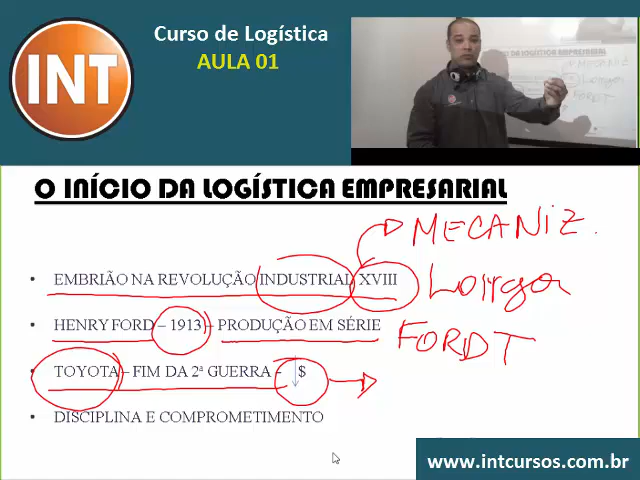 Curso de Logística
AULA 01
INT
O INÍCIO DA LOGÍSTICA EMPRESARIAL
MECANIZ.
• EMBRIÃO NA REVOLUÇÃO INDUSTRIAL XVIII
• HENRY FORD – 1913 – PRODUÇÃO EM SÉRIE
FORDT
• TOYOTA – FIM DA 2ª GUERRA – ↓$
• DISCIPLINA E COMPROMETIMENTO
www.intcursos.com.br